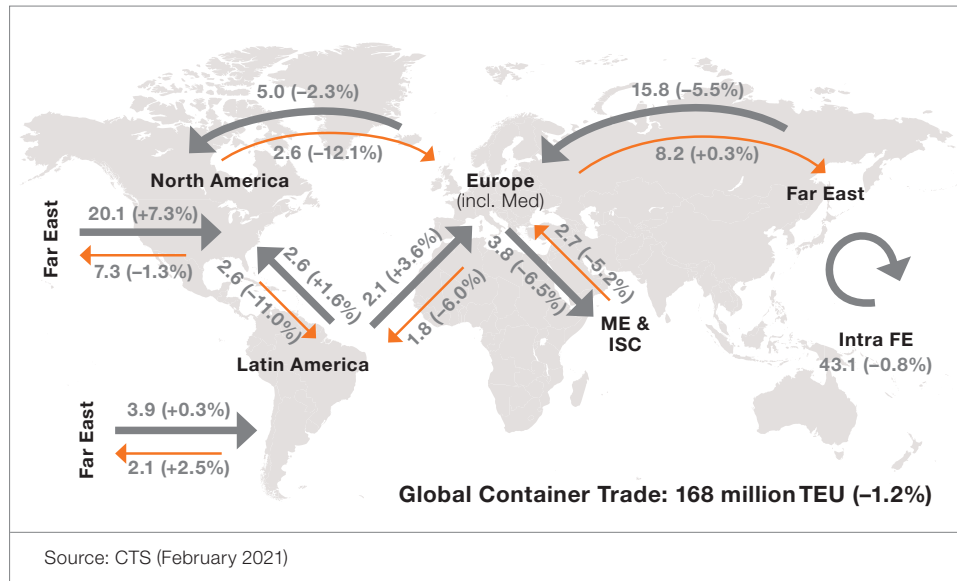 5.0 (–2.3%)
15.8 (–5.5%)
2.6 (–12.1%)
8.2 (+0.3%)
North America
Europe
(incl. Med)
Far East
Far East
20.1 (+7.3%)
7.3 (–1.3%)
2.6 (+1.6%)
2.6 (–11.0%)
2.1 (+3.6%)
1.8 (–6.0%)
2.7 (–5.2%)
3.8 (–6.5%)
ME &
ISC
Latin America
Intra FE
43.1 (–0.8%)
Far East
3.9 (+0.3%)
2.1 (+2.5%)
Global Container Trade: 168 million TEU (–1.2%)
Source: CTS (February 2021)